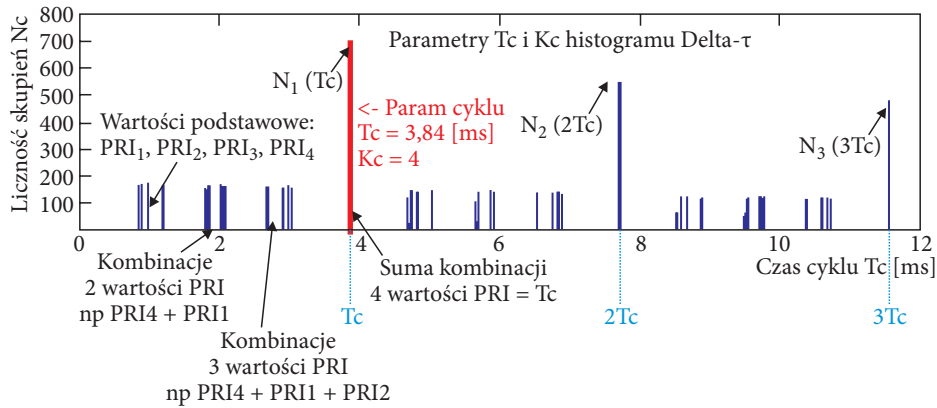 Parametry Tc i Kc histogramu Delta-τ
Liczność skupień Nc
800
700
600
500
400
300
200
100
N₁ (Tc)
<- Param cyklu
Tc = 3,84 [ms]
Kc = 4
N₂ (2Tc)
N₃ (3Tc)
Wartości podstawowe:
PRI₁, PRI₂, PRI₃, PRI₄
0 2 4 6 8 10 12
Czas cyklu Tc [ms]
Kombinacje
2 wartości PRI
np PRI4 + PRI1
Suma kombinacji
4 wartości PRI = Tc
Tc
2Tc
3Tc
Kombinacje
3 wartości PRI
np PRI4 + PRI1 + PRI2